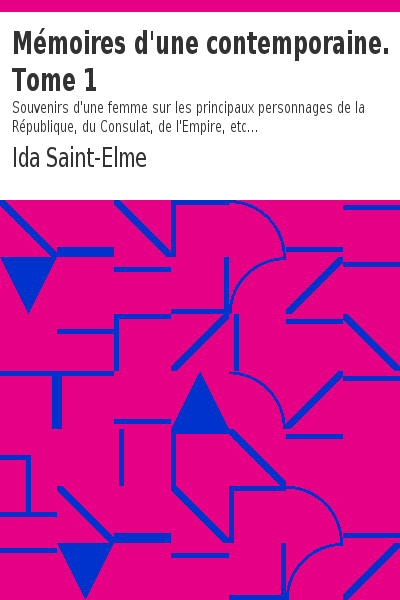 Mémoires d'une contemporaine.
Tome 1
Souvenirs d'une femme sur les principaux personnages de la
République, du Consulat, de l'Empire, etc...
Ida Saint-Elme